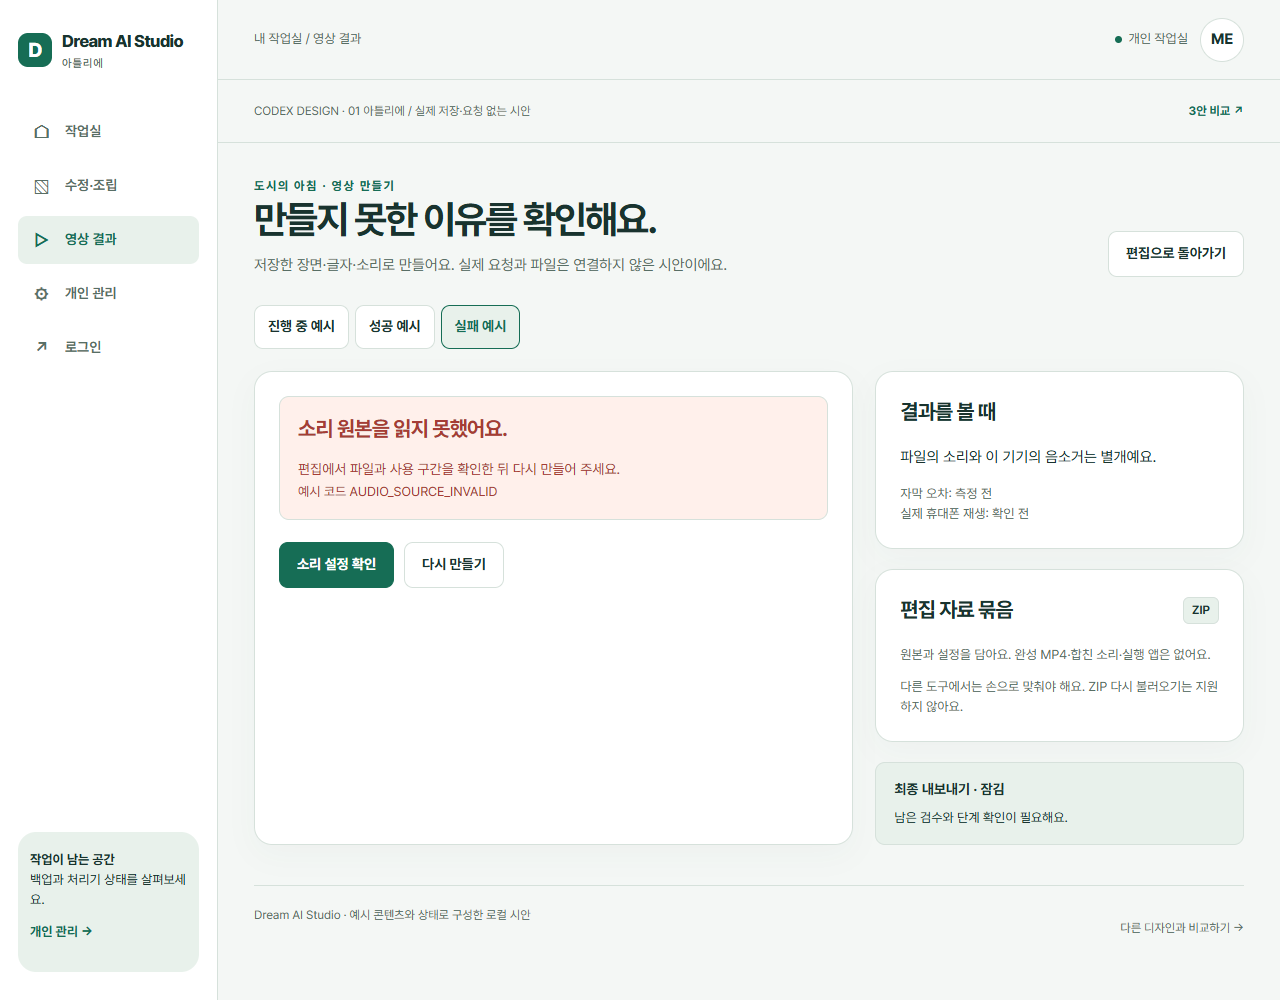 D
Dream AI Studio
아틀리에
작업실
수정·조립
영상 결과
개인 관리
로그인
작업이 남는 공간
백업과 처리기 상태를 살펴보세
요.
개인 관리 →
내 작업실 / 영상 결과
개인 작업실
ME
CODEX DESIGN · 01 아틀리에 / 실제 저장·요청 없는 시안
3안 비교 ↗
도시의 아침 · 영상 만들기
만들지 못한 이유를 확인해요.
저장한 장면·글자·소리로 만들어요. 실제 요청과 파일은 연결하지 않은 시안이에요.
편집으로 돌아가기
진행 중 예시
성공 예시
실패 예시
소리 원본을 읽지 못했어요.
편집에서 파일과 사용 구간을 확인한 뒤 다시 만들어 주세요.
예시 코드 AUDIO_SOURCE_INVALID
소리 설정 확인
다시 만들기
결과를 볼 때
파일의 소리와 이 기기의 음소거는 별개예요.
자막 오차: 측정 전
실제 휴대폰 재생: 확인 전
편집 자료 묶음
ZIP
원본과 설정을 담아요. 완성 MP4·합친 소리·실행 앱은 없어요.
다른 도구에서는 손으로 맞춰야 해요. ZIP 다시 불러오기는 지원
하지 않아요.
최종 내보내기 · 잠김
남은 검수와 단계 확인이 필요해요.
Dream AI Studio · 예시 콘텐츠와 상태로 구성한 로컬 시안
다른 디자인과 비교하기 →